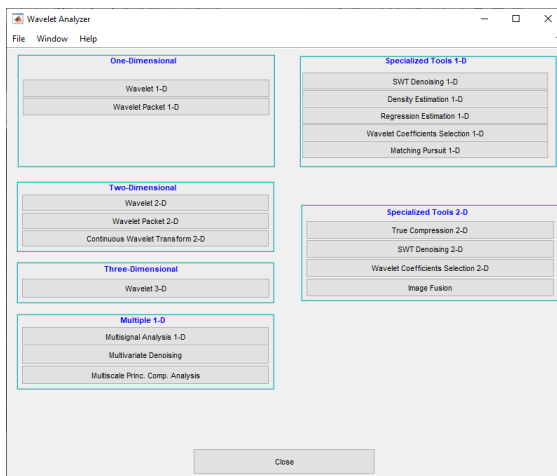 Wavelet Analyzer
File Window Help
One-Dimensional
Wavelet 1-D
Wavelet Packet 1-D
Two-Dimensional
Wavelet 2-D
Wavelet Packet 2-D
Continuous Wavelet Transform 2-D
Three-Dimensional
Wavelet 3-D
Multiple 1-D
Multisignal Analysis 1-D
Multivariate Denoising
Multiscale Princ. Comp. Analysis
Specialized Tools 1-D
SWT Denoising 1-D
Density Estimation 1-D
Regression Estimation 1-D
Wavelet Coefficients Selection 1-D
Matching Pursuit 1-D
Specialized Tools 2-D
True Compression 2-D
SWT Denoising 2-D
Wavelet Coefficients Selection 2-D
Image Fusion
Close